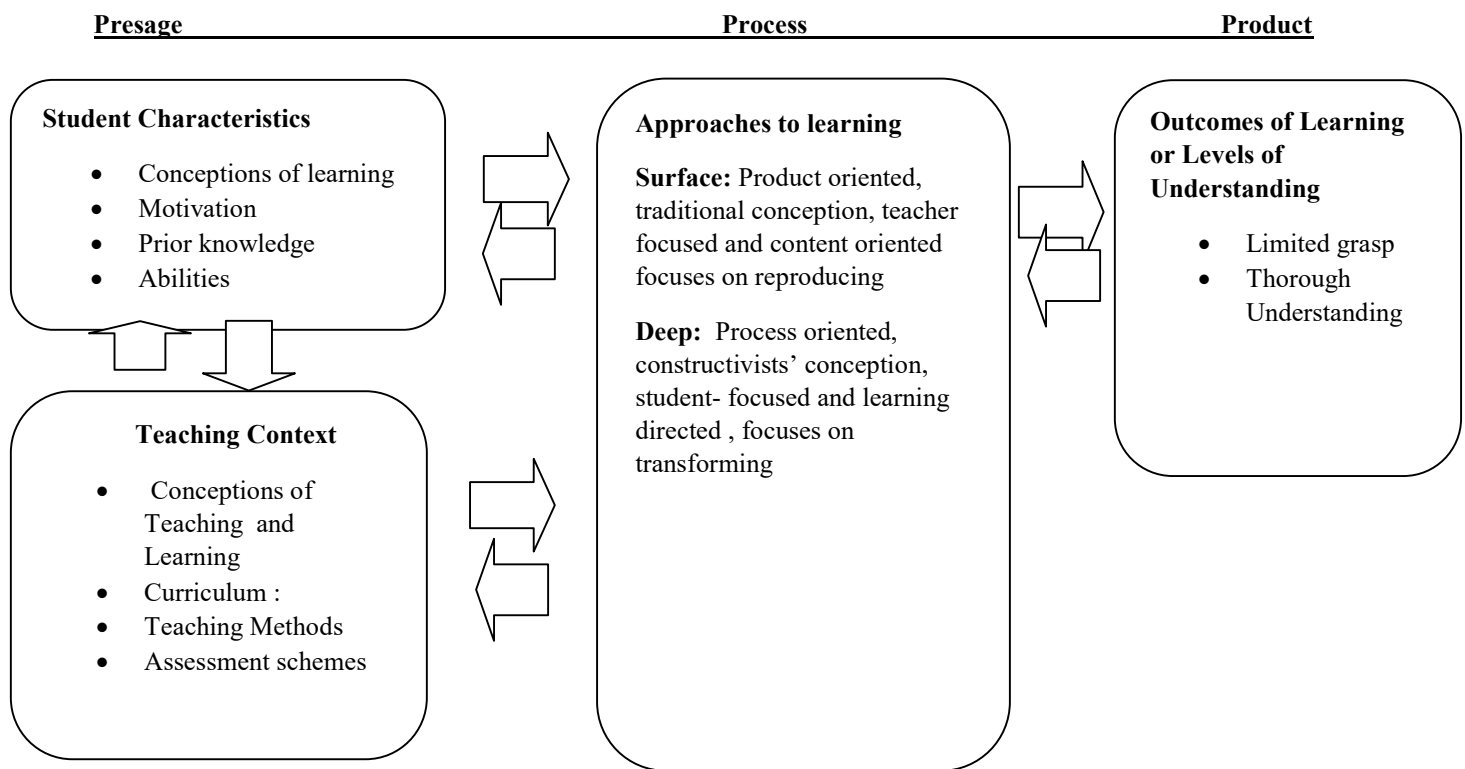 Presage Process Product
Student Characteristics
• Conceptions of learning
• Motivation
• Prior knowledge
• Abilities
Teaching Context
• Conceptions of
Teaching and
Learning
• Curriculum :
• Teaching Methods
• Assessment schemes
Approaches to learning
Surface: Product oriented,
traditional conception, teacher
focused and content oriented
focuses on reproducing
Deep: Process oriented,
constructivists’ conception,
student- focused and learning
directed , focuses on
transforming
Outcomes of Learning
or Levels of
Understanding
• Limited grasp
• Thorough
Understanding